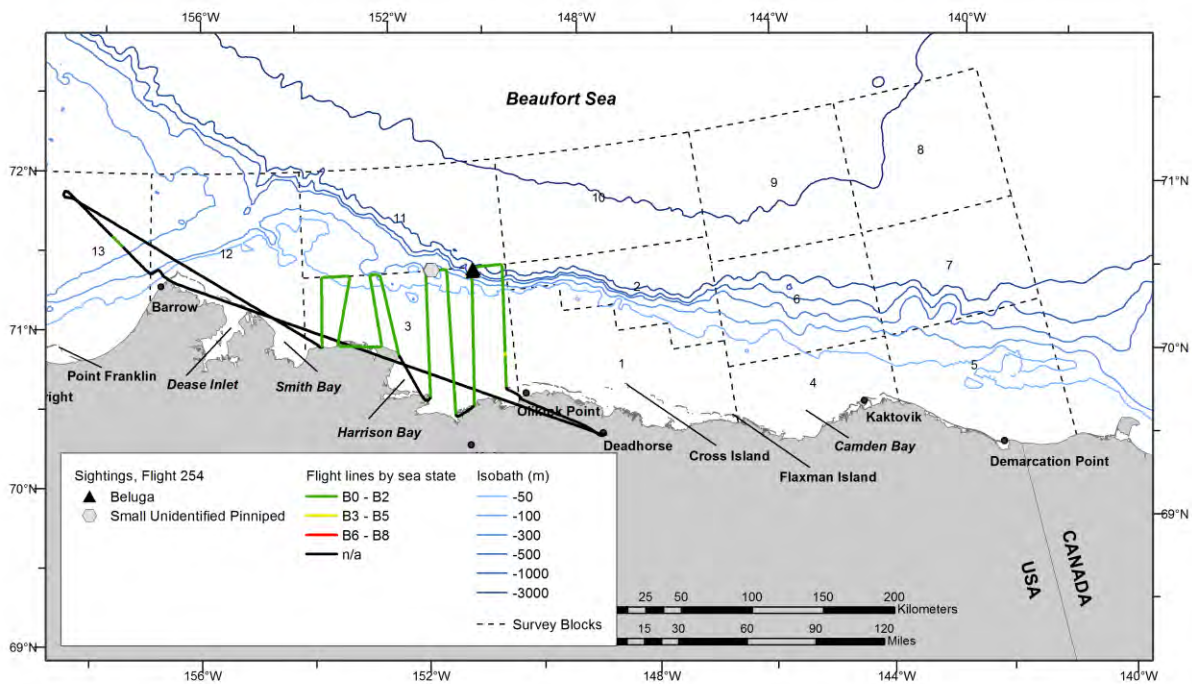 156°W 152°W 148°W 144°W 140°W
Beaufort Sea
72°N
71°N
8
9
10
11
13
12
7
2
6
71°N
70°N
Barrow
3
Point Franklin
Dease Inlet
Smith Bay
1
4
5
Harrison Bay
Oliktok Point
Kaktovik
Deadhorse
Cross Island
Camden Bay
Flaxman Island
Demarcation Point
70°N
69°N
Sightings, Flight 254
Beluga
Small Unidentified Pinniped
Flight lines by sea state
B0 - B2
B3 - B5
B6 - B8
n/a
Isobath (m)
-50
-100
-300
-500
-1000
-3000
Survey Blocks
USA
CANADA
25 50 100 150 200
Kilometers
15 30 60 90 120
Miles
69°N
156°W 152°W 148°W 144°W 140°W